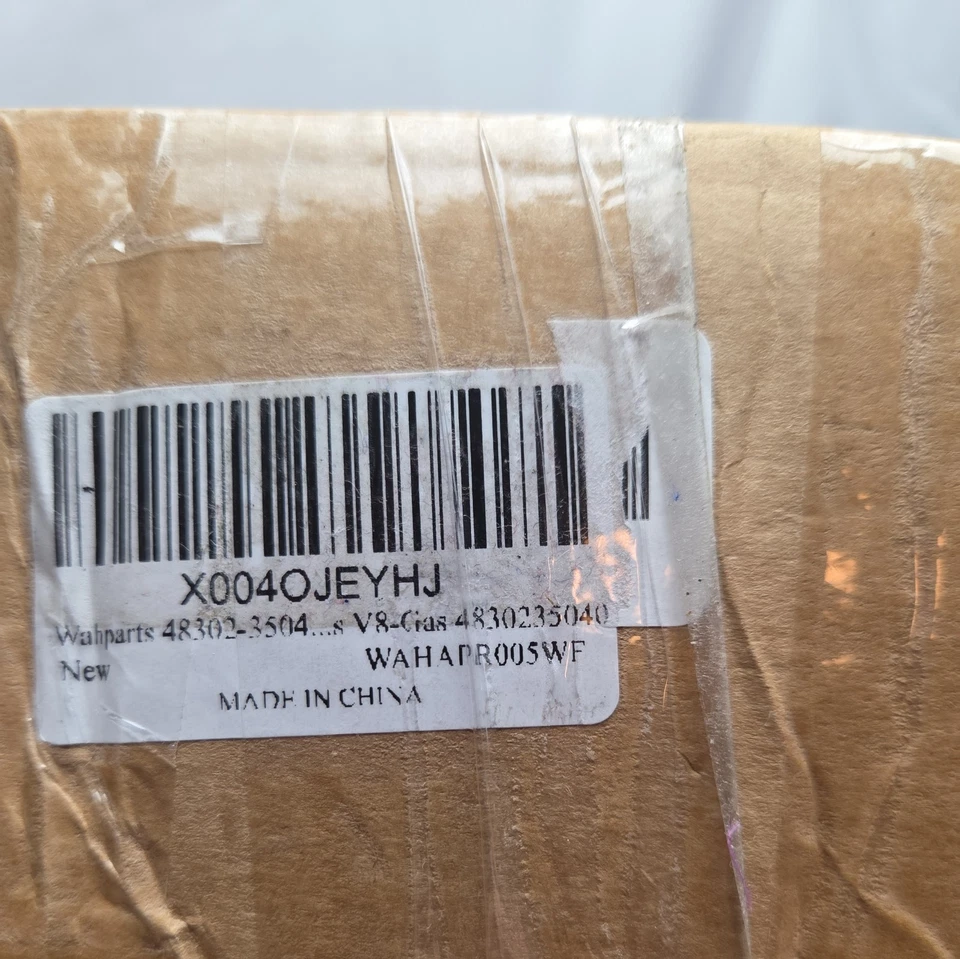 X004OJEYHJ
Wahparts 48302-3504...s V8-Gas 4830235040
New WAHAPR005WF
MADE IN CHINA